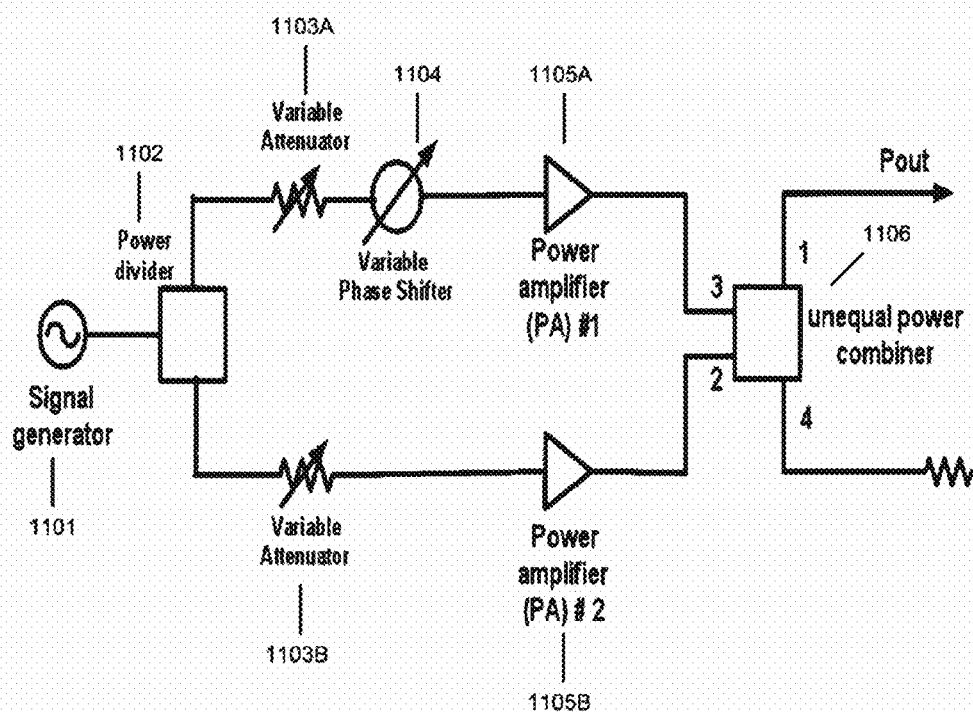 1103A
1104
1105A
Variable
Attenuator
1102
Pout
Power
divider
1106
1
Variable
Phase Shifter
Power
amplifier
(PA) #1
3
unequal power
combiner
2
Signal
generator
4
1101
Variable
Attenuator
Power
amplifier
(PA) # 2
1103B
1105B